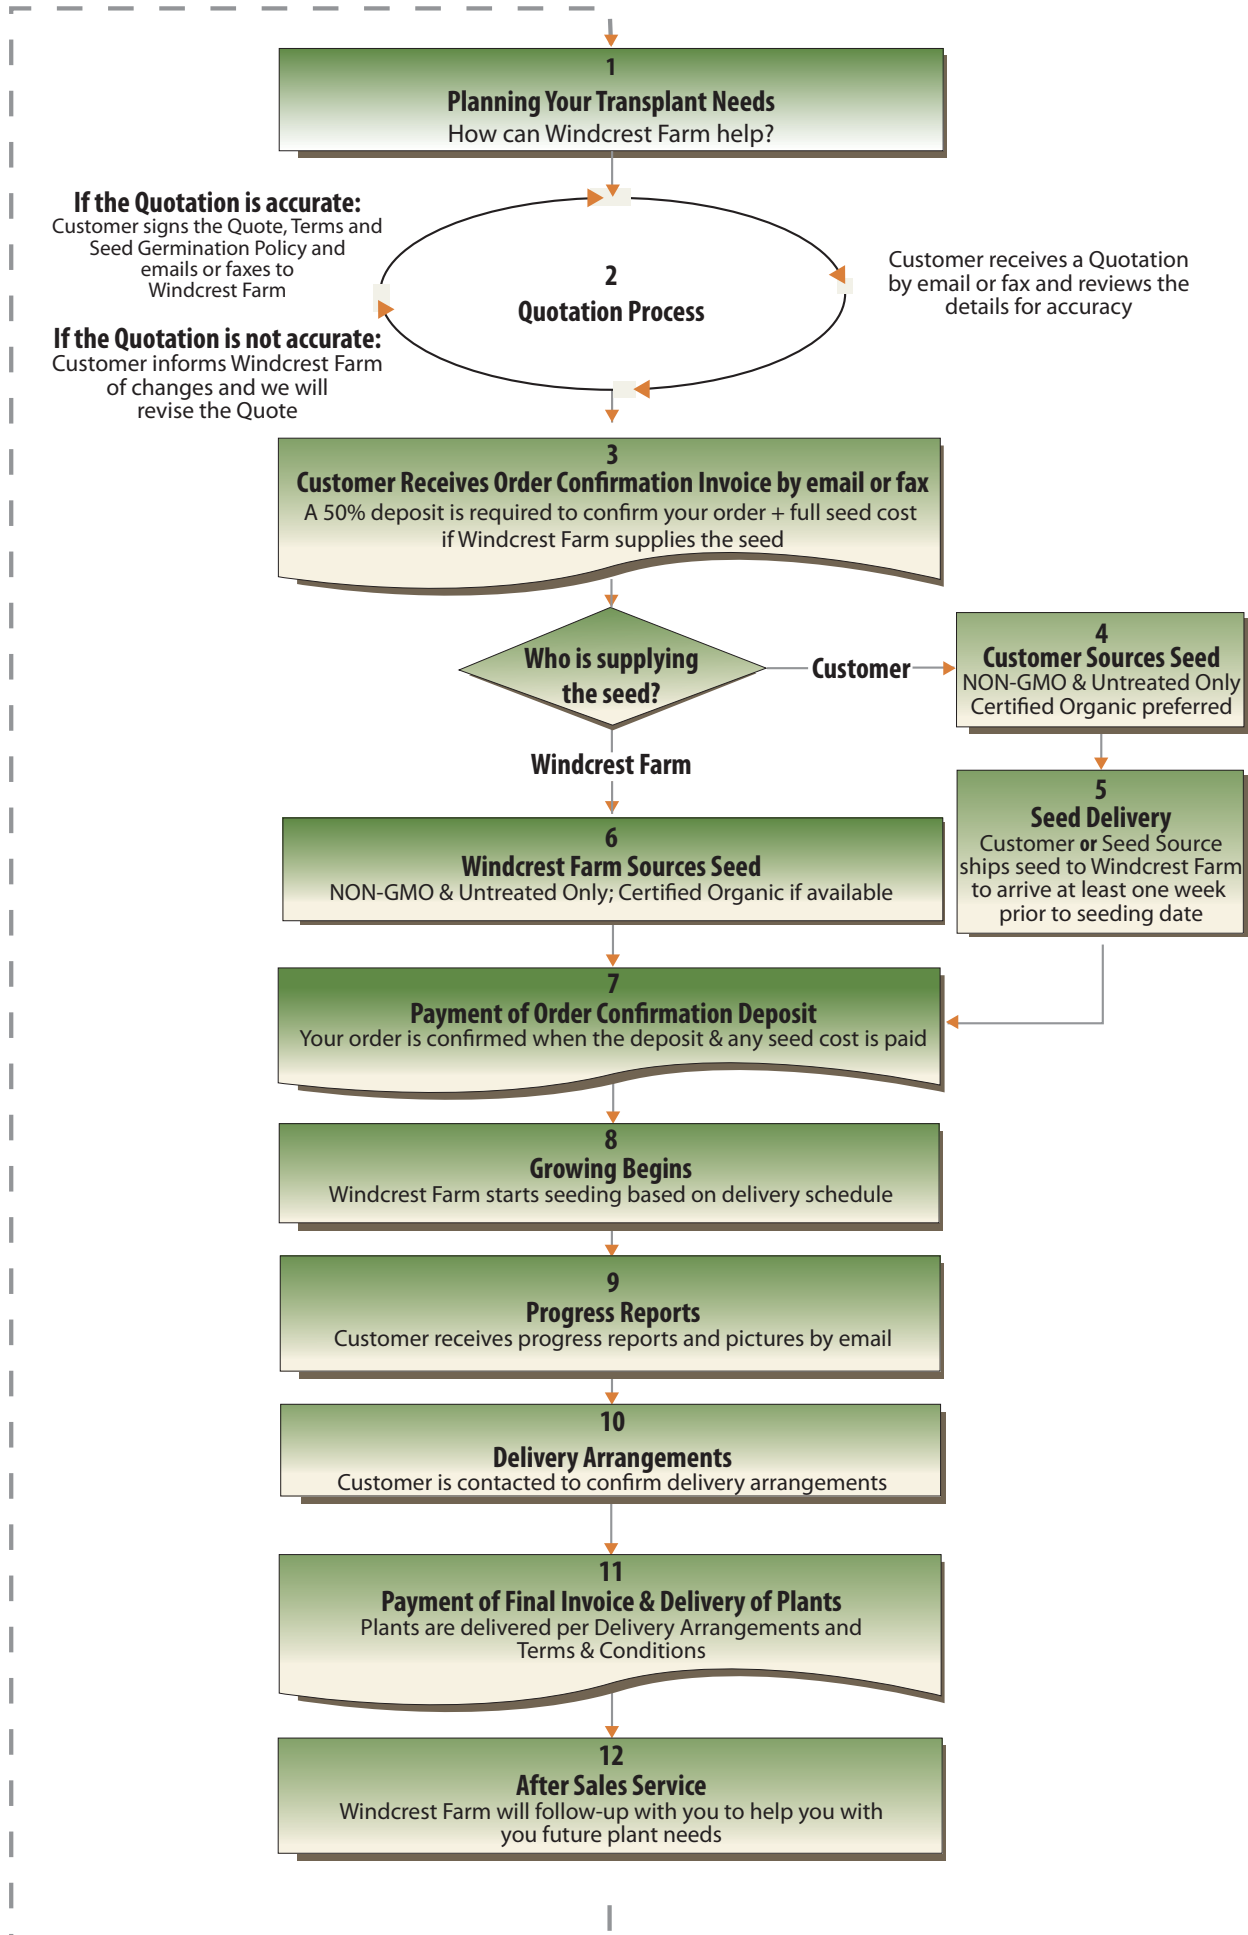 1
Planning Your Transplant Needs
How can Windcrest Farm help?
If the Quotation is accurate:
Customer signs the Quote, Terms and
Seed Germination Policy and
emails or faxes to
Windcrest Farm
If the Quotation is not accurate:
Customer informs Windcrest Farm
of changes and we will
revise the Quote
2
Quotation Process
Customer receives a Quotation
by email or fax and reviews the
details for accuracy
3
Customer Receives Order Confirmation Invoice by email or fax
A 50% deposit is required to confirm your order + full seed cost
if Windcrest Farm supplies the seed
Who is supplying
the seed?
Customer
4
Customer Sources Seed
NON-GMO & Untreated Only
Certified Organic preferred
Windcrest Farm
5
Seed Delivery
Customer or Seed Source
ships seed to Windcrest Farm
to arrive at least one week
prior to seeding date
6
Windcrest Farm Sources Seed
NON-GMO & Untreated Only; Certified Organic if available
7
Payment of Order Confirmation Deposit
Your order is confirmed when the deposit & any seed cost is paid
8
Growing Begins
Windcrest Farm starts seeding based on delivery schedule
9
Progress Reports
Customer receives progress reports and pictures by email
10
Delivery Arrangements
Customer is contacted to confirm delivery arrangements
11
Payment of Final Invoice & Delivery of Plants
Plants are delivered per Delivery Arrangements and
Terms & Conditions
12
After Sales Service
Windcrest Farm will follow-up with you to help you with
you future plant needs